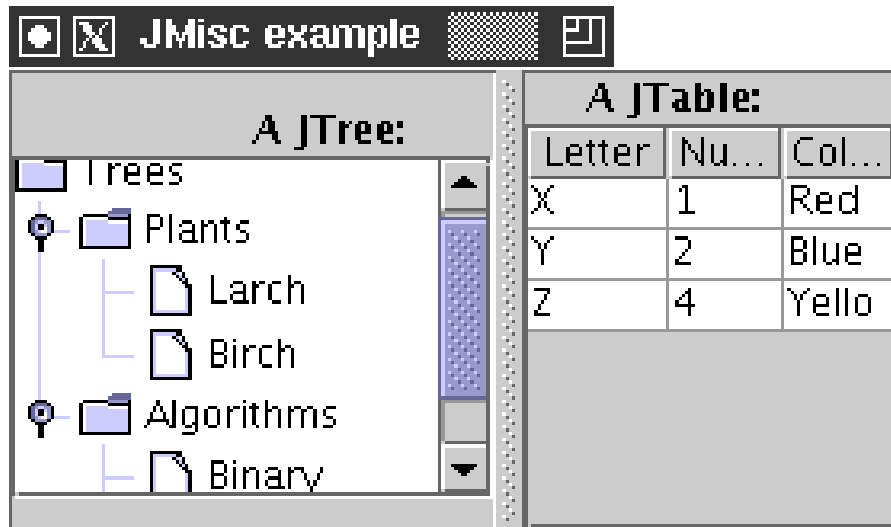 JMisc example
A JTree:
Trees
Plants
Larch
Birch
Algorithms
Binary
A JTable:
Letter Nu... Col...
X 1 Red
Y 2 Blue
Z 4 Yello